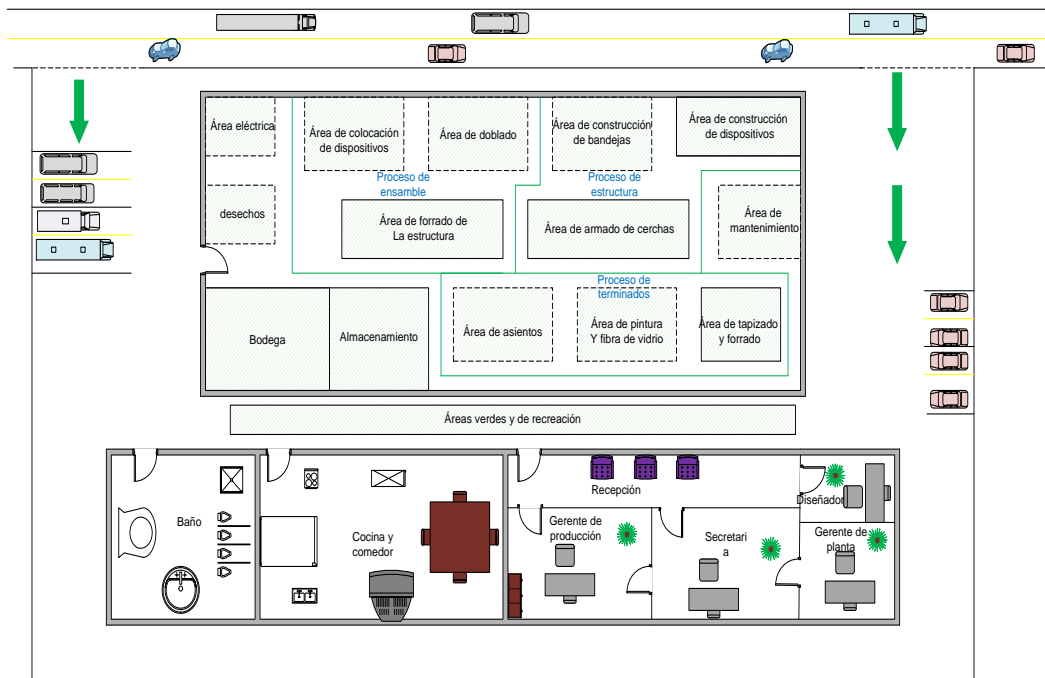 Área eléctrica
Área de colocación
de dispositivos
Área de doblado
Área de construcción
de bandejas
Área de construcción
de dispositivos
Proceso de
ensamble
Proceso de
estructura
desechos
Área de forrado de
La estructura
Área de armado de cerchas
Área de
mantenimiento
Proceso de
terminados
Bodega
Almacenamiento
Área de asientos
Área de pintura
Y fibra de vidrio
Área de tapizado
y forrado
Áreas verdes y de recreación
Recepción
Diseñador
Baño
Cocina y
comedor
Gerente de
producción
Secretari
a
Gerente de
planta